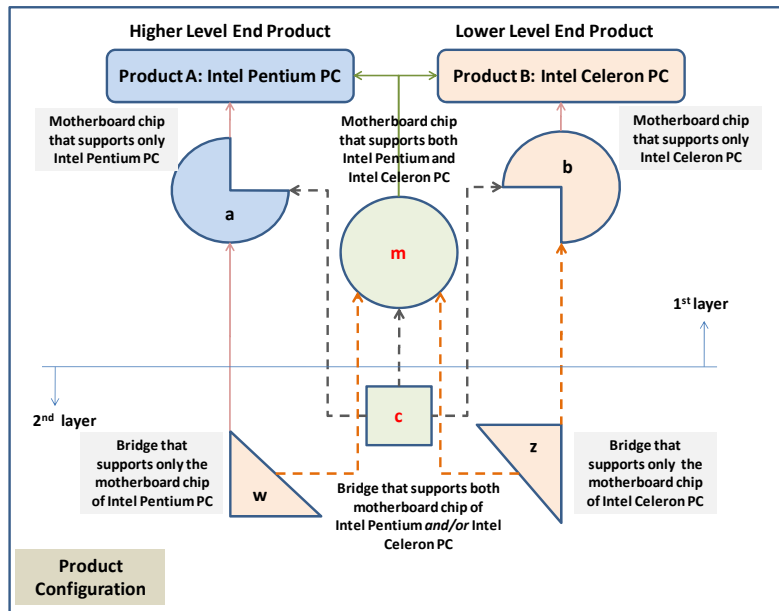 Higher Level End Product
Lower Level End Product
Product A: Intel Pentium PC
Product B: Intel Celeron PC
Motherboard chip
that supports only
Intel Pentium PC
Motherboard chip
that supports both
Intel Pentium and
Intel Celeron PC
Motherboard chip
that supports only
Intel Celeron PC
a
b
m
1st layer
2nd layer
c
Bridge that
supports only the
motherboard chip
of Intel Pentium PC
w
z
Bridge that
supports only the
motherboard chip
of Intel Celeron PC
Bridge that supports both
motherboard chip of
Intel Pentium and/or Intel
Celeron PC
Product
Configuration